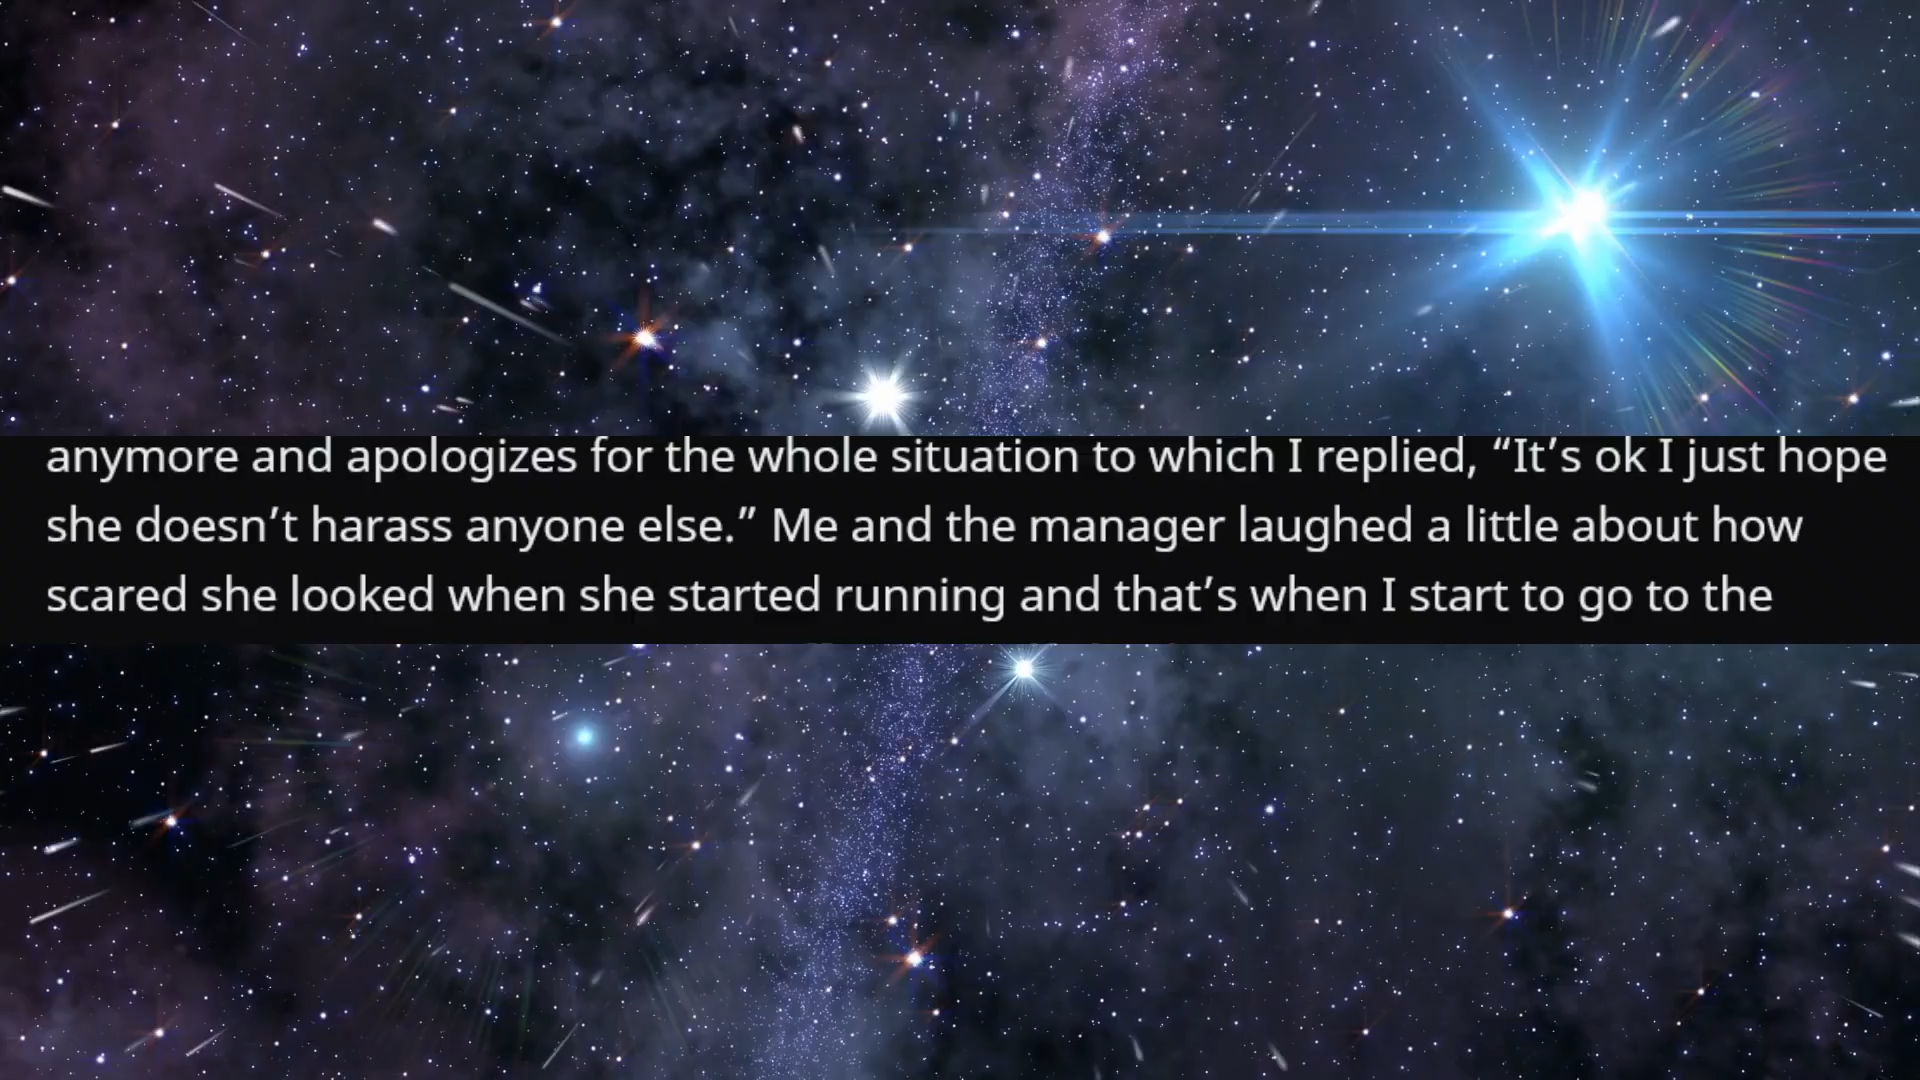 anymore and apologizes for the whole situation to which I replied, “It’s ok I just hope
she doesn’t harass anyone else.” Me and the manager laughed a little about how
scared she looked when she started running and that’s when I start to go to the